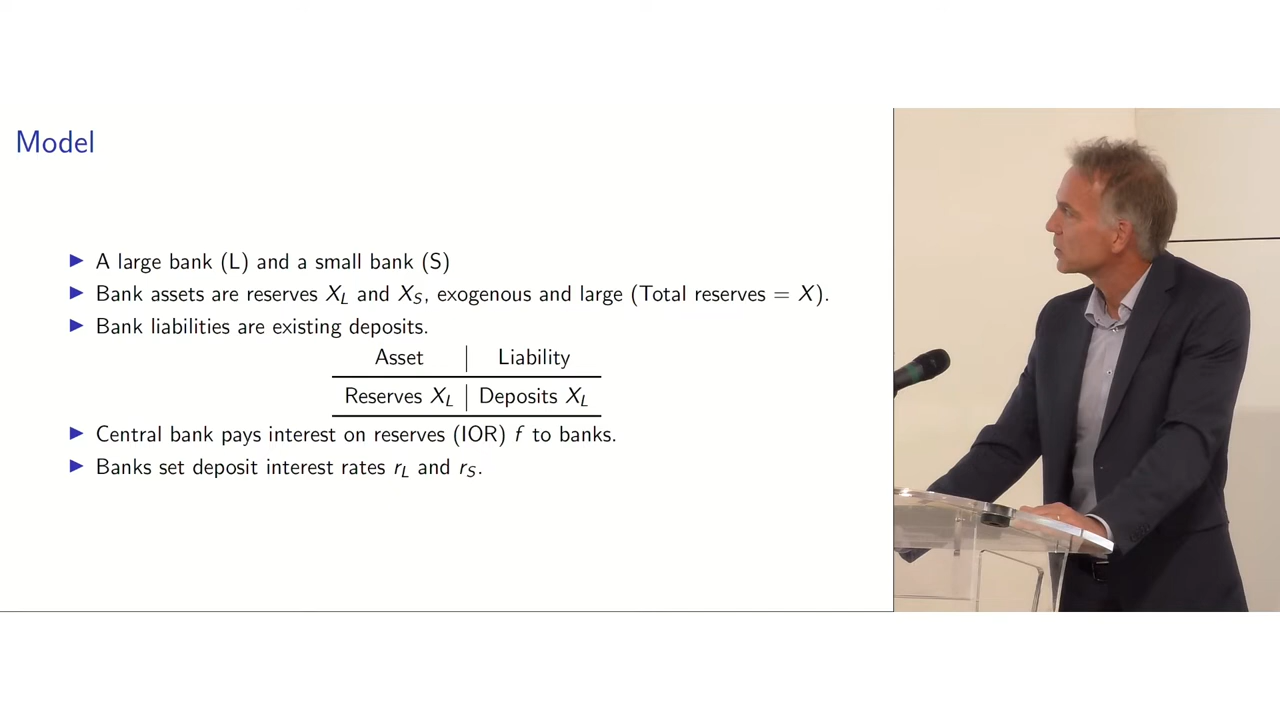 Model
▶ A large bank (L) and a small bank (S)
▶ Bank assets are reserves X_L and X_S, exogenous and large (Total reserves = X).
▶ Bank liabilities are existing deposits.
Asset | Liability
Reserves X_L | Deposits X_L
▶ Central bank pays interest on reserves (IOR) f to banks.
▶ Banks set deposit interest rates r_L and r_S.